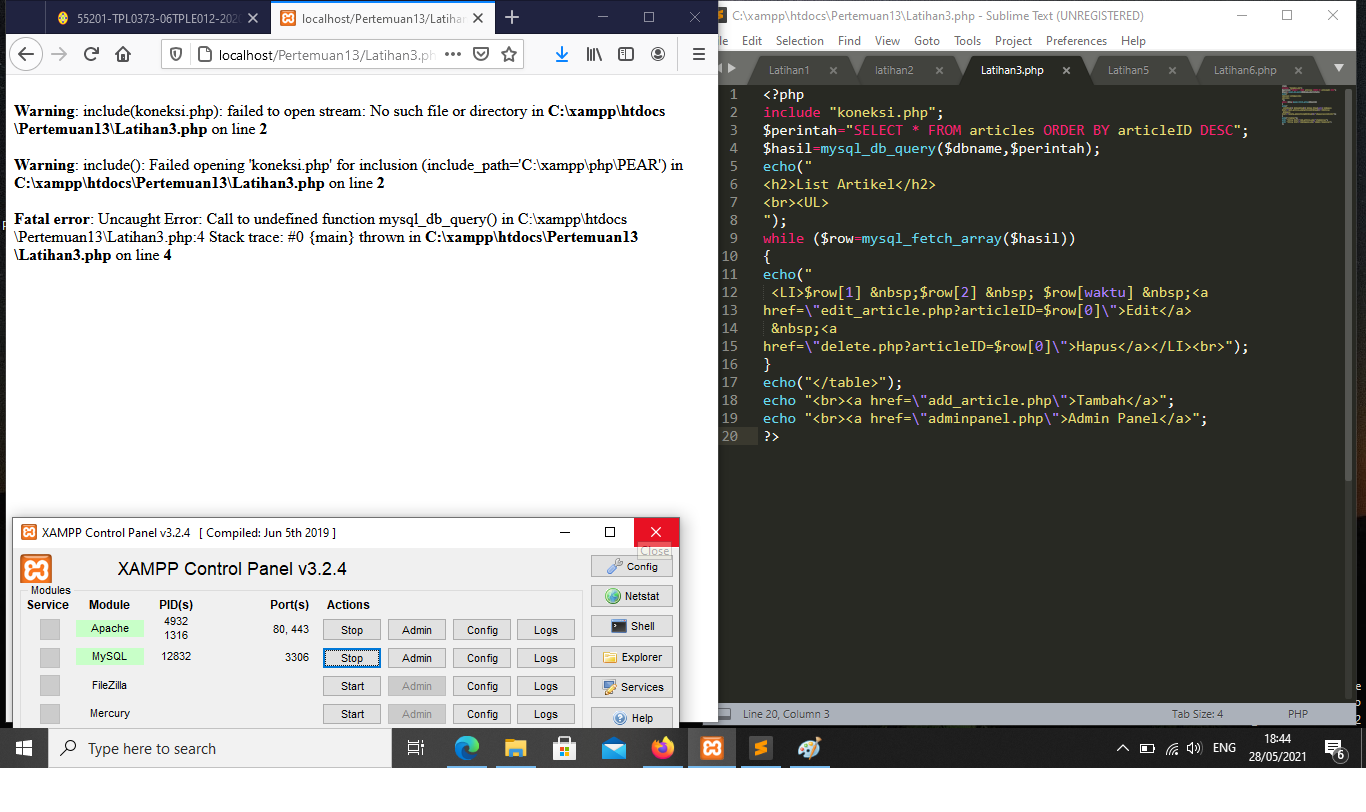 55201-TPL0373-06TPLE012-202
localhost/Pertemuan13/Latihan
localhost/Pertemuan13/Latihan3.ph
Warning: include(koneksi.php): failed to open stream: No such file or directory in C:\xampp\htdocs
\Pertemuan13\Latihan3.php on line 2
Warning: include(): Failed opening 'koneksi.php' for inclusion (include_path='C:\xampp\php\PEAR') in
C:\xampp\htdocs\Pertemuan13\Latihan3.php on line 2
Fatal error: Uncaught Error: Call to undefined function mysql_db_query() in C:\xampp\htdocs
\Pertemuan13\Latihan3.php:4 Stack trace: #0 {main} thrown in C:\xampp\htdocs\Pertemuan13
\Latihan3.php on line 4
C:\xampp\htdocs\Pertemuan13\Latihan3.php - Sublime Text (UNREGISTERED)
le Edit Selection Find View Goto Tools Project Preferences Help
Latihan1 latihan2 Latihan3.php Latihan5 Latihan6.php
1 <?php
2 include "koneksi.php";
3 $perintah="SELECT * FROM articles ORDER BY articleID DESC";
4 $hasil=mysql_db_query($dbname,$perintah);
5 echo("
6 <h2>List Artikel</h2>
7 <br><UL>
8 ");
9 while ($row=mysql_fetch_array($hasil))
10 {
11 echo("
12 <LI>$row[1] &nbsp;$row[2] &nbsp; $row[waktu] &nbsp;<a
13 href=\"edit_article.php?articleID=$row[0]\">Edit</a>
14 &nbsp;<a
15 href=\"delete.php?articleID=$row[0]\">Hapus</a></LI><br>");
16 }
17 echo("</table>");
18 echo "<br><a href=\"add_article.php\">Tambah</a>";
19 echo "<br><a href=\"adminpanel.php\">Admin Panel</a>";
20 ?>
Line 20, Column 3 Tab Size: 4 PHP
XAMPP Control Panel v3.2.4 [ Compiled: Jun 5th 2019 ]
Close
XAMPP Control Panel v3.2.4
Config
Modules
Service Module PID(s) Port(s) Actions
Netstat
Apache 4932 1316 80, 443 Stop Admin Config Logs
Shell
MySQL 12832 3306 Stop Admin Config Logs
Explorer
FileZilla Start Admin Config Logs
Services
Mercury Start Admin Config Logs
Help
Type here to search
ENG
18:44
28/05/2021
6